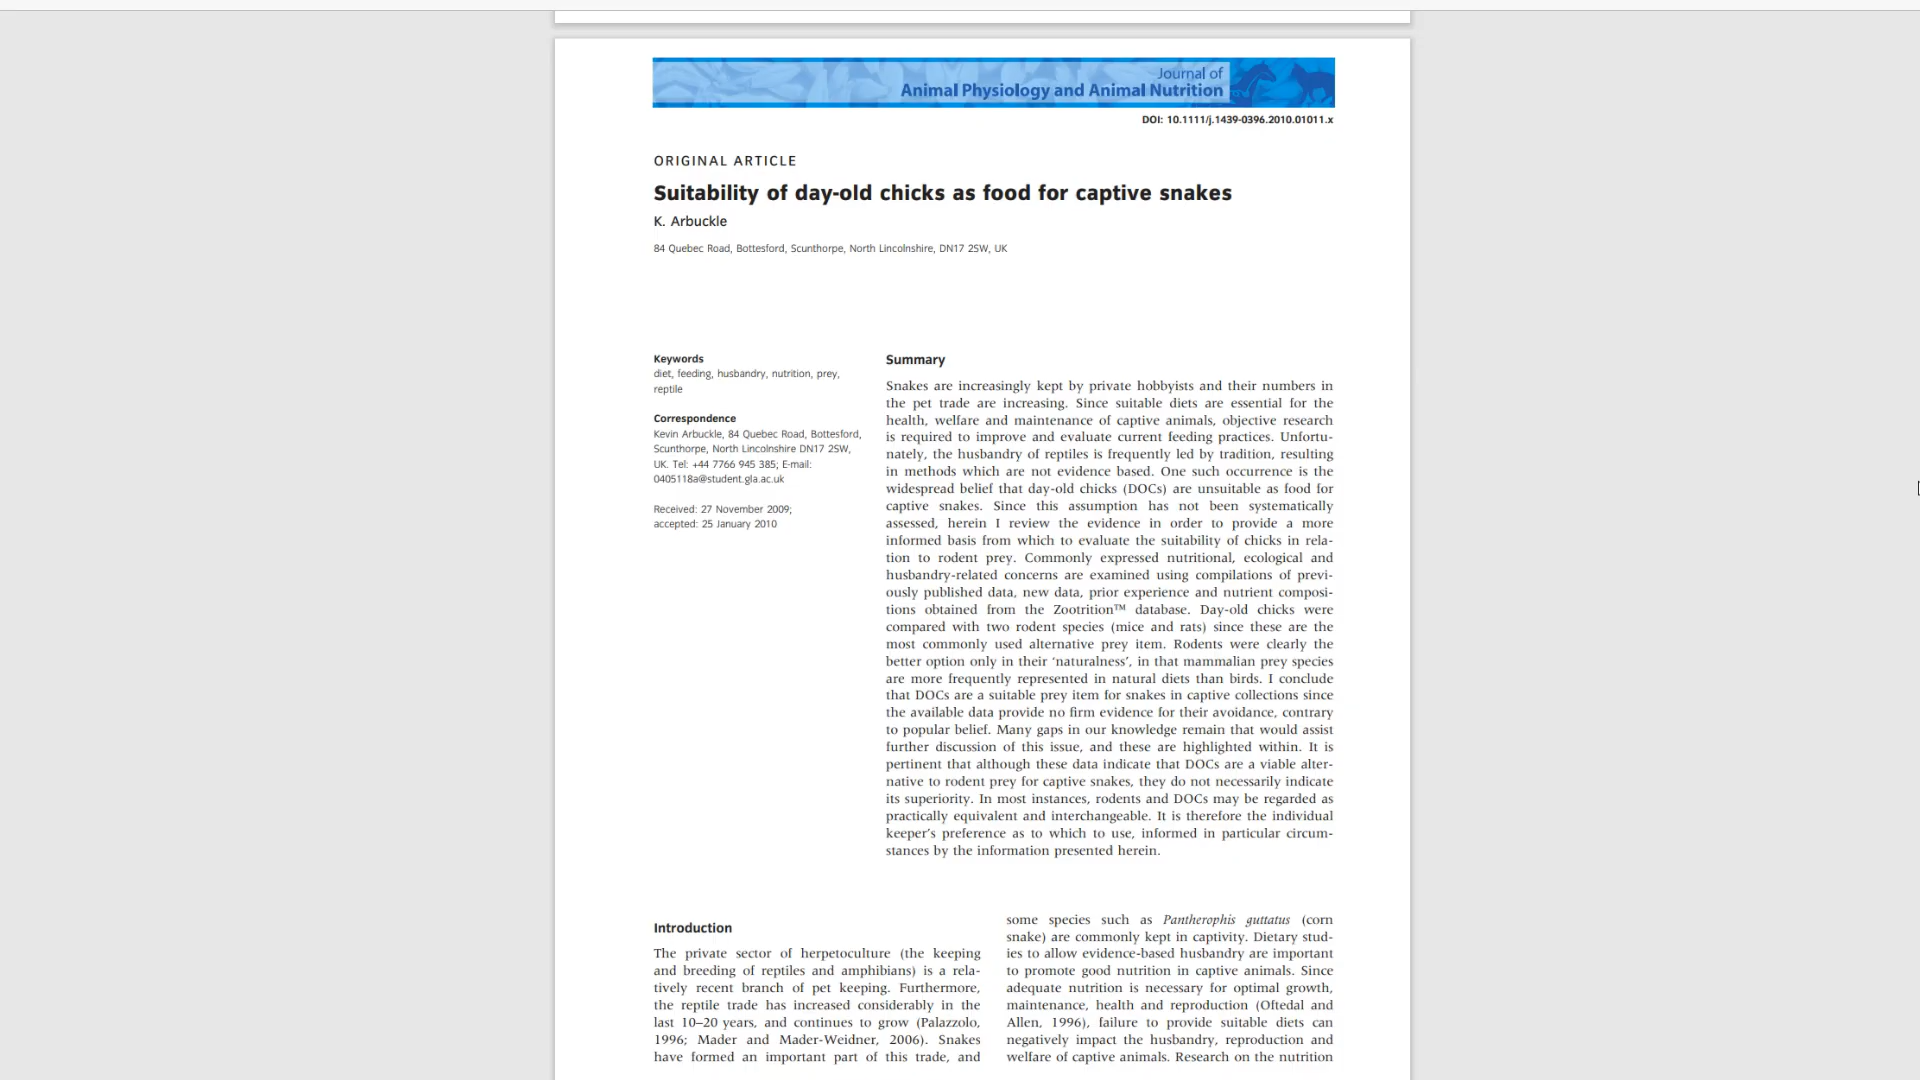 Journal of
Animal Physiology and Animal Nutrition
DOI: 10.1111/j.1439-0396.2010.01011.x
ORIGINAL ARTICLE
Suitability of day-old chicks as food for captive snakes
K. Arbuckle
84 Quebec Road, Bottesford, Scunthorpe, North Lincolnshire, DN17 2SW, UK
Keywords
diet, feeding, husbandry, nutrition, prey,
reptile
Correspondence
Kevin Arbuckle, 84 Quebec Road, Bottesford,
Scunthorpe, North Lincolnshire DN17 2SW,
UK. Tel: +44 7766 945 385; E-mail:
0405118a@student.gla.ac.uk
Received: 27 November 2009;
accepted: 25 January 2010
Summary
Snakes are increasingly kept by private hobbyists and their numbers in
the pet trade are increasing. Since suitable diets are essential for the
health, welfare and maintenance of captive animals, objective research
is required to improve and evaluate current feeding practices. Unfortu-
nately, the husbandry of reptiles is frequently led by tradition, resulting
in methods which are not evidence based. One such occurrence is the
widespread belief that day-old chicks (DOCs) are unsuitable as food for
captive snakes. Since this assumption has not been systematically
assessed, herein I review the evidence in order to provide a more
informed basis from which to evaluate the suitability of chicks in rela-
tion to rodent prey. Commonly expressed nutritional, ecological and
husbandry-related concerns are examined using compilations of previ-
ously published data, new data, prior experience and nutrient composi-
tions obtained from the Zootrition™ database. Day-old chicks were
compared with two rodent species (mice and rats) since these are the
most commonly used alternative prey item. Rodents were clearly the
better option only in their ‘naturalness’, in that mammalian prey species
are more frequently represented in natural diets than birds. I conclude
that DOCs are a suitable prey item for snakes in captive collections since
the available data provide no firm evidence for their avoidance, contrary
to popular belief. Many gaps in our knowledge remain that would assist
further discussion of this issue, and these are highlighted within. It is
pertinent that although these data indicate that DOCs are a viable alter-
native to rodent prey for captive snakes, they do not necessarily indicate
its superiority. In most instances, rodents and DOCs may be regarded as
practically equivalent and interchangeable. It is therefore the individual
keeper’s preference as to which to use, informed in particular circum-
stances by the information presented herein.
Introduction
The private sector of herpetoculture (the keeping
and breeding of reptiles and amphibians) is a rela-
tively recent branch of pet keeping. Furthermore,
the reptile trade has increased considerably in the
last 10–20 years, and continues to grow (Palazzolo,
1996; Mader and Mader-Weidner, 2006). Snakes
have formed an important part of this trade, and
some species such as Pantherophis guttatus (corn
snake) are commonly kept in captivity. Dietary stud-
ies to allow evidence-based husbandry are important
to promote good nutrition in captive animals. Since
adequate nutrition is necessary for optimal growth,
maintenance, health and reproduction (Oftedal and
Allen, 1996), failure to provide suitable diets can
negatively impact the husbandry, reproduction and
welfare of captive animals. Research on the nutrition